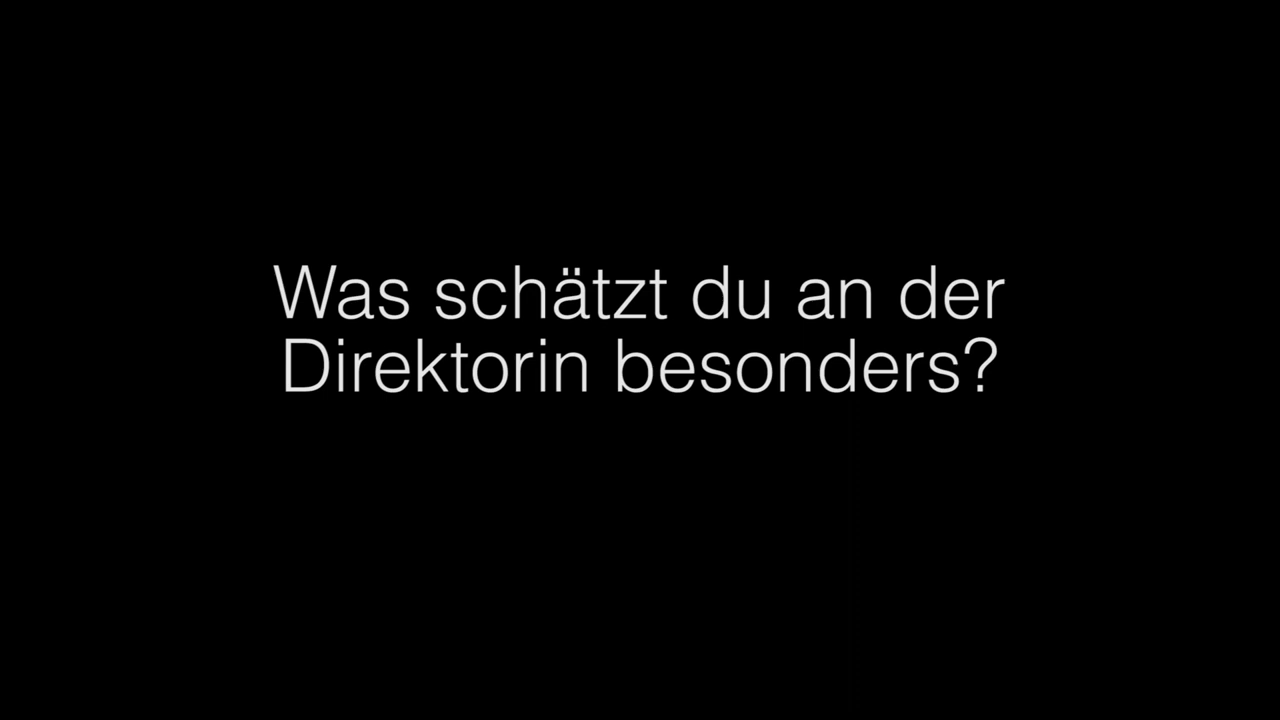 Was schätzt du an der
Direktorin besonders?